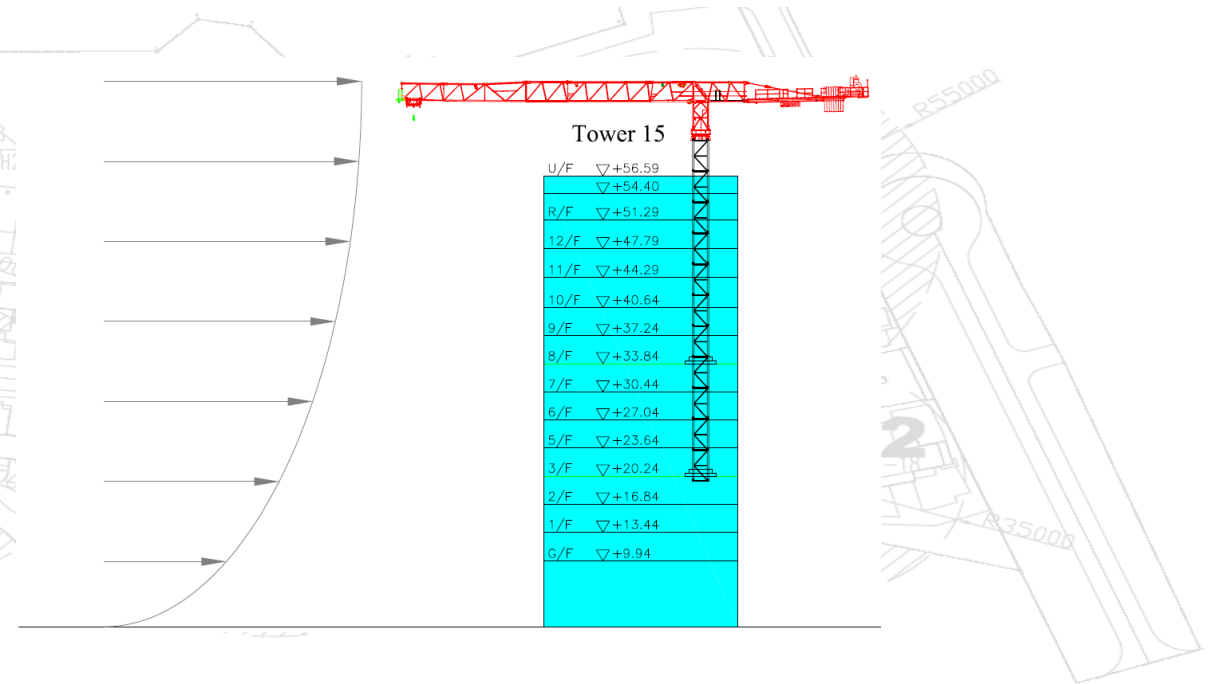 R55000
Tower 15
U/F +56.59
+54.40
R/F +51.29
12/F +47.79
11/F +44.29
10/F +40.64
9/F +37.24
8/F +33.84
7/F +30.44
6/F +27.04
5/F +23.64
2
3/F +20.24
2/F +16.84
1/F +13.44
R35000
G/F +9.94